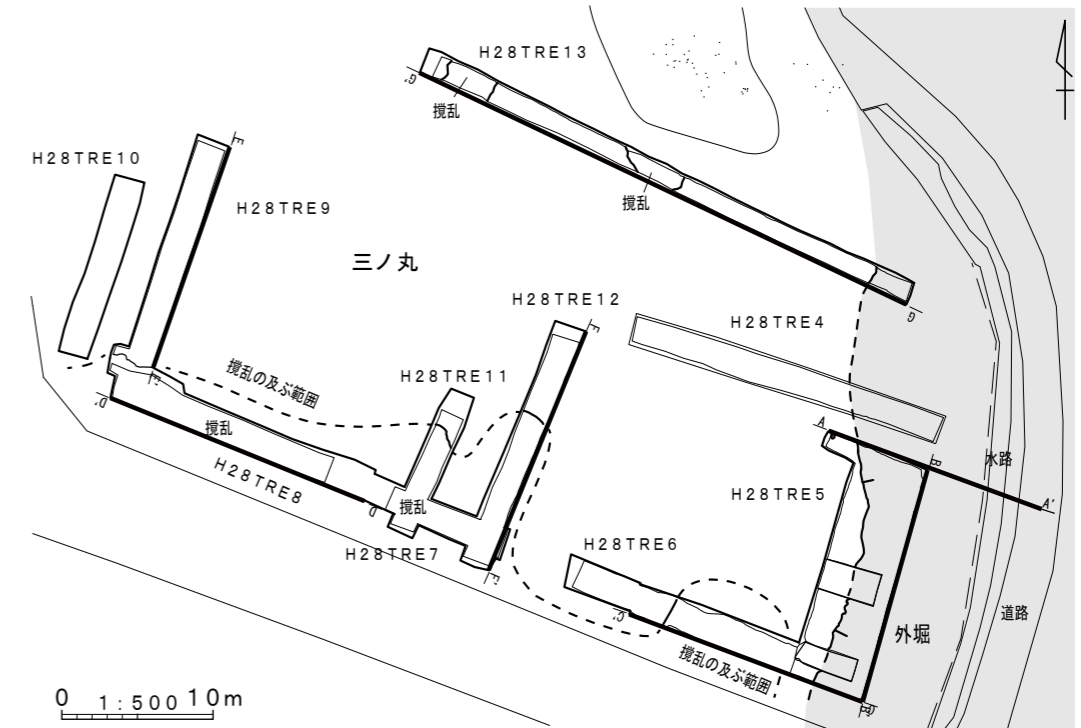 H28TRE13
G'
撹乱
H28TRE10
E
H28TRE9
撹乱
三ノ丸
G
H28TRE12
F
H28TRE4
撹乱の及ぶ範囲
H28TRE11
E'
D'
撹乱
A
B
水路
H28TRE8
H28TRE5
A'
撹乱
D
H28TRE7
H28TRE6
F'
C'
道路
外堀
撹乱の及ぶ範囲
B'
0 1:500 10m